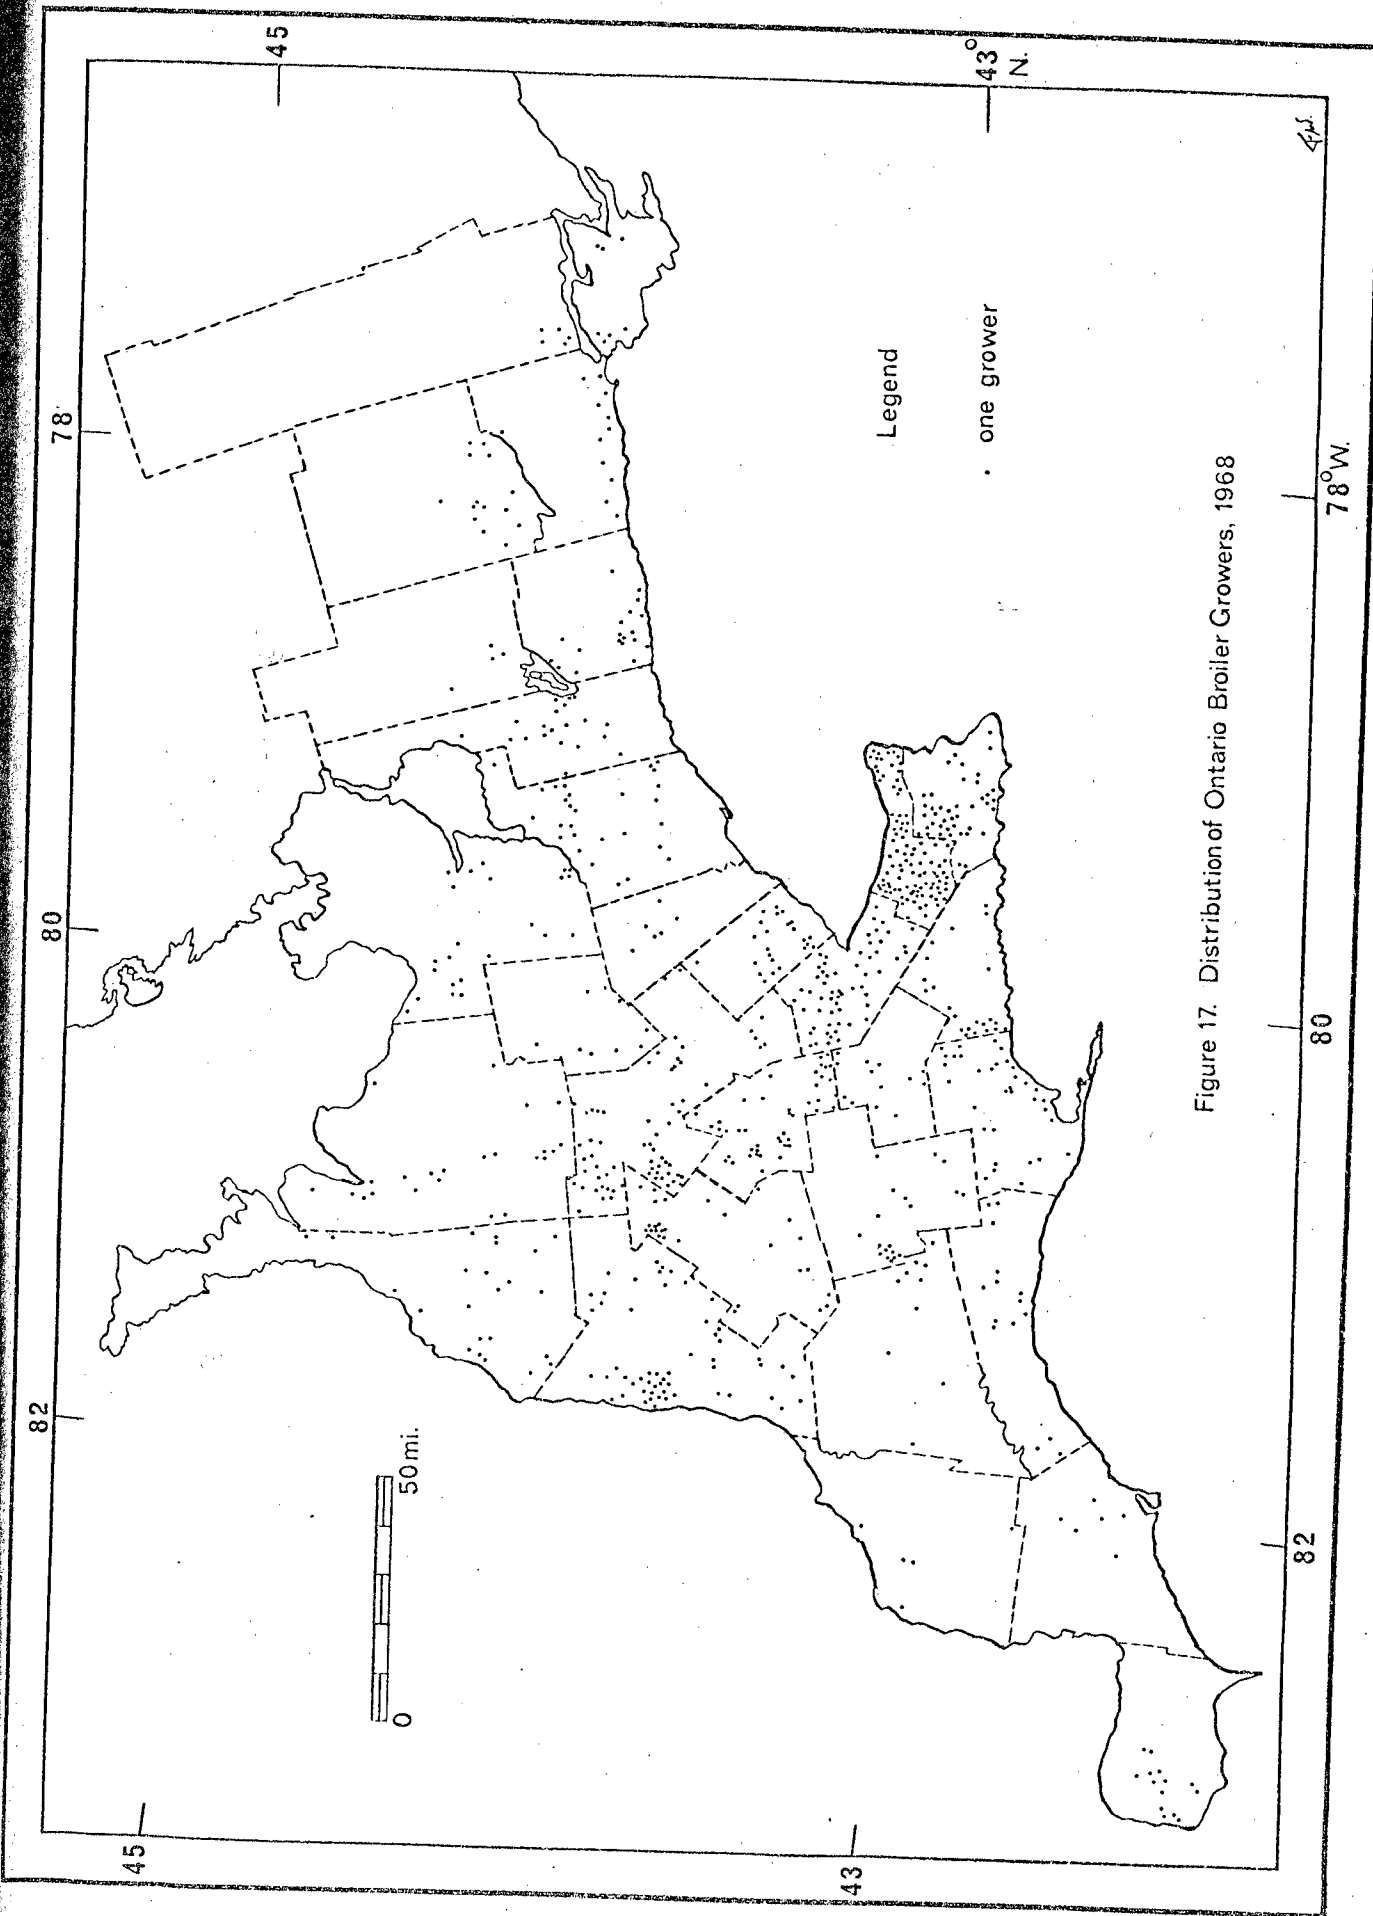 45
43°
N.
78
80
82
Legend
. one grower
50mi.
0
Figure 17. Distribution of Ontario Broiler Growers, 1968
78°W.
80
82
45
43